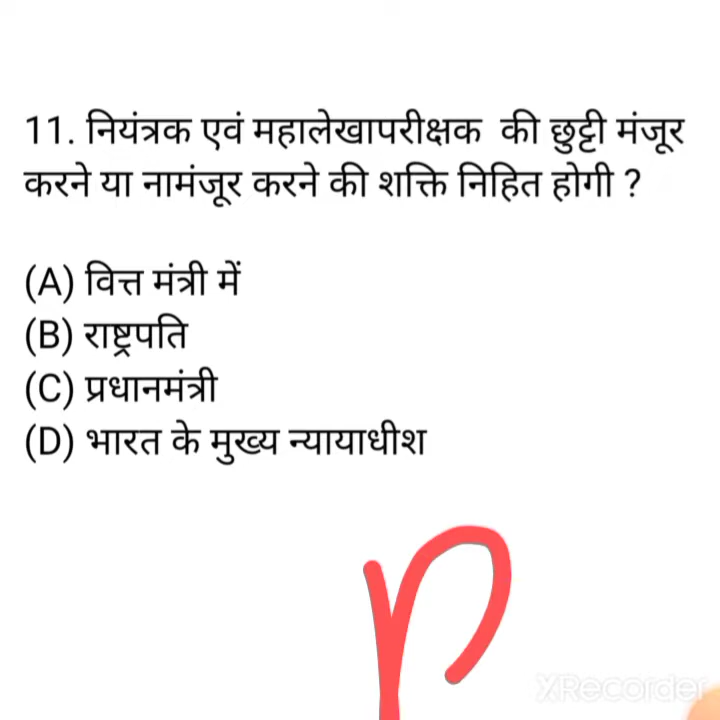 11. नियंत्रक एवं महालेखापरीक्षक की छुट्टी मंजूर
करने या नामंजूर करने की शक्ति निहित होगी ?
(A) वित्त मंत्री में
(B) राष्ट्रपति
(C) प्रधानमंत्री
(D) भारत के मुख्य न्यायाधीश
XRecorder